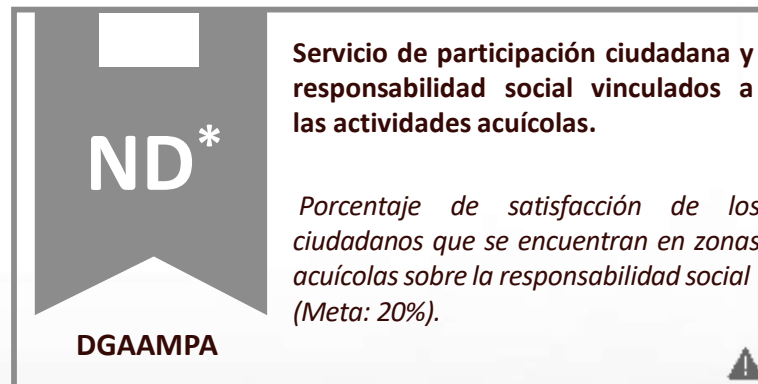 ND*
DGAAMPA
Servicio de participación ciudadana y
responsabilidad social vinculados a
las actividades acuícolas.
Porcentaje de satisfacción de los
ciudadanos que se encuentran en zonas
acuícolas sobre la responsabilidad social
(Meta: 20%).